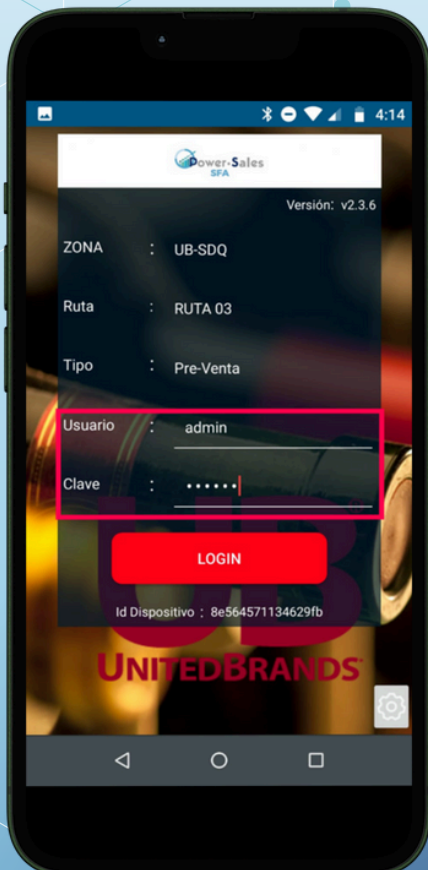 4:14
Power-Sales
SFA
Versión: v2.3.6
ZONA : UB-SDQ
Ruta : RUTA 03
Tipo : Pre-Venta
Usuario : admin
Clave : ••••••
LOGIN
Id Dispositivo : 8e564571134629fb
UB
UNITEDBRANDS